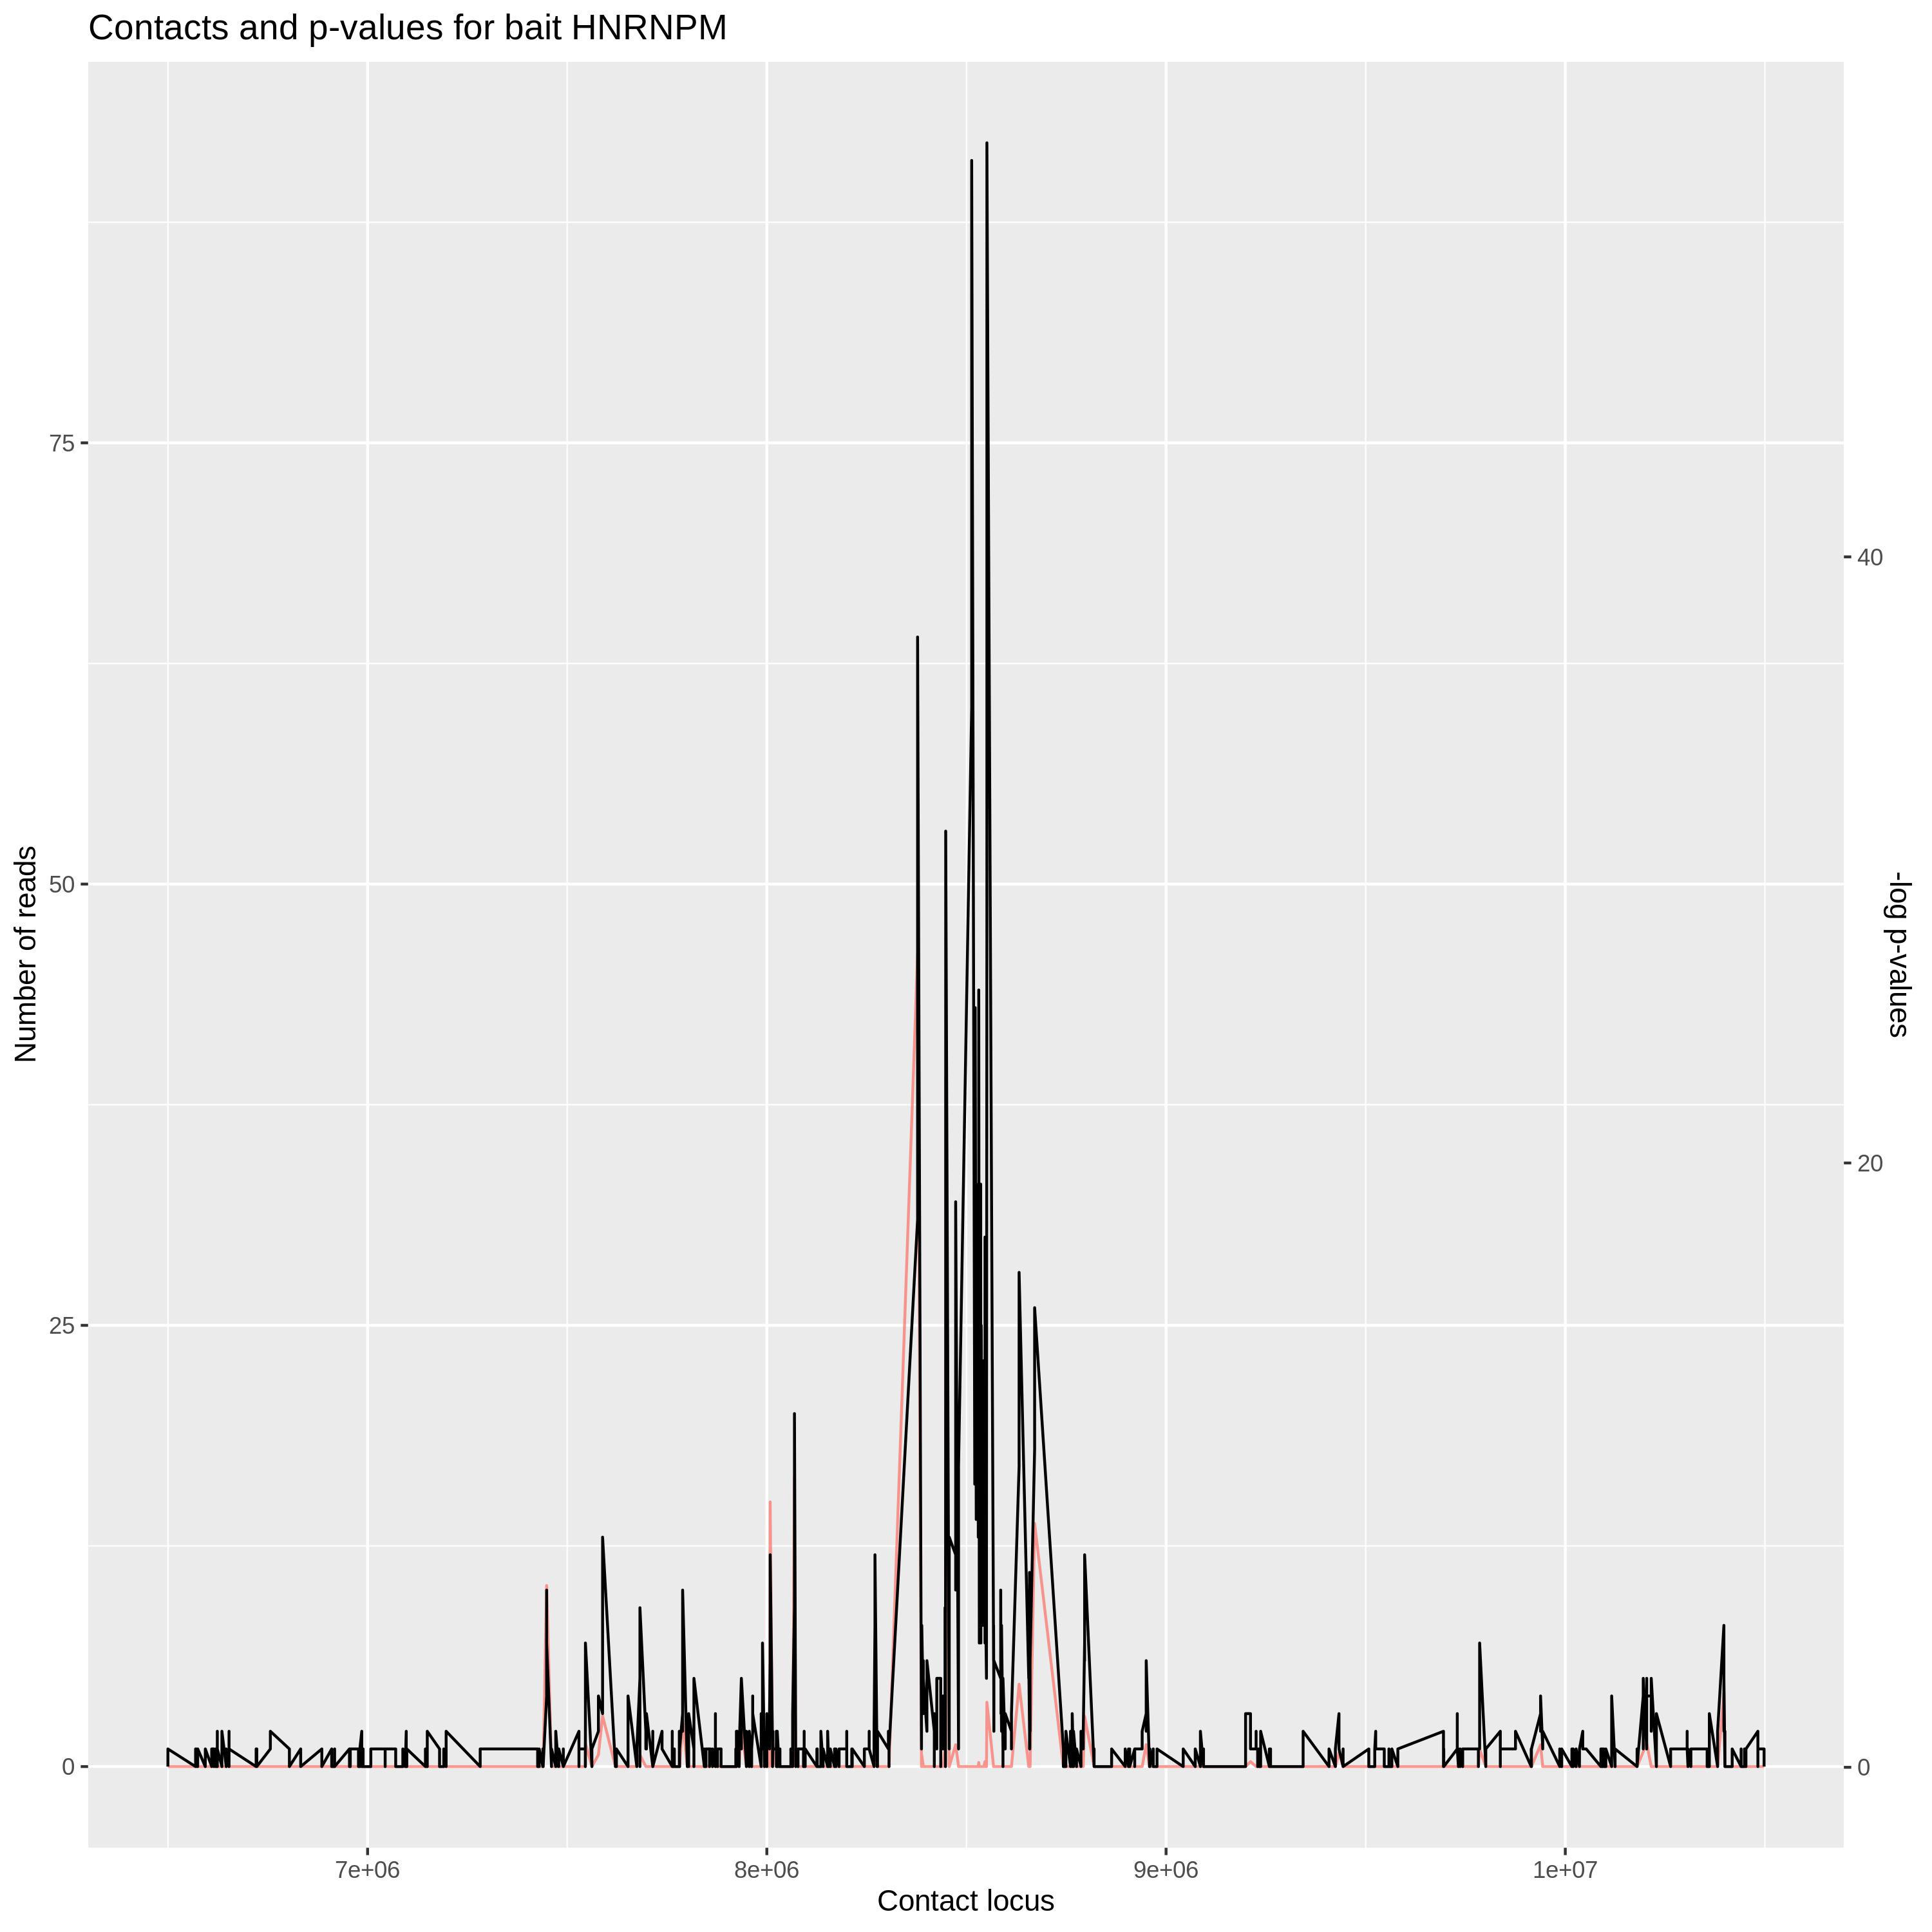 Contacts and p-values for bait HNRNPM
75
50
25
0
Number of reads
40
20
0
-log p-values
7e+06
8e+06
9e+06
1e+07
Contact locus